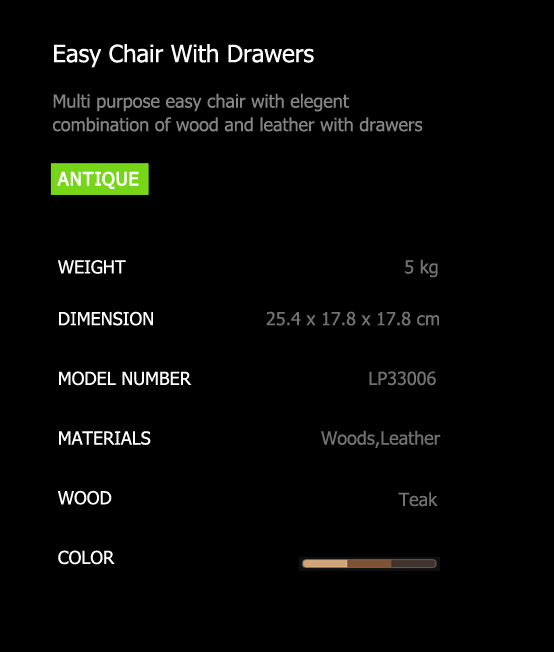 Easy Chair With Drawers
Multi purpose easy chair with elegent
combination of wood and leather with drawers
ANTIQUE
WEIGHT 5 kg
DIMENSION 25.4 x 17.8 x 17.8 cm
MODEL NUMBER LP33006
MATERIALS Woods,Leather
WOOD Teak
COLOR